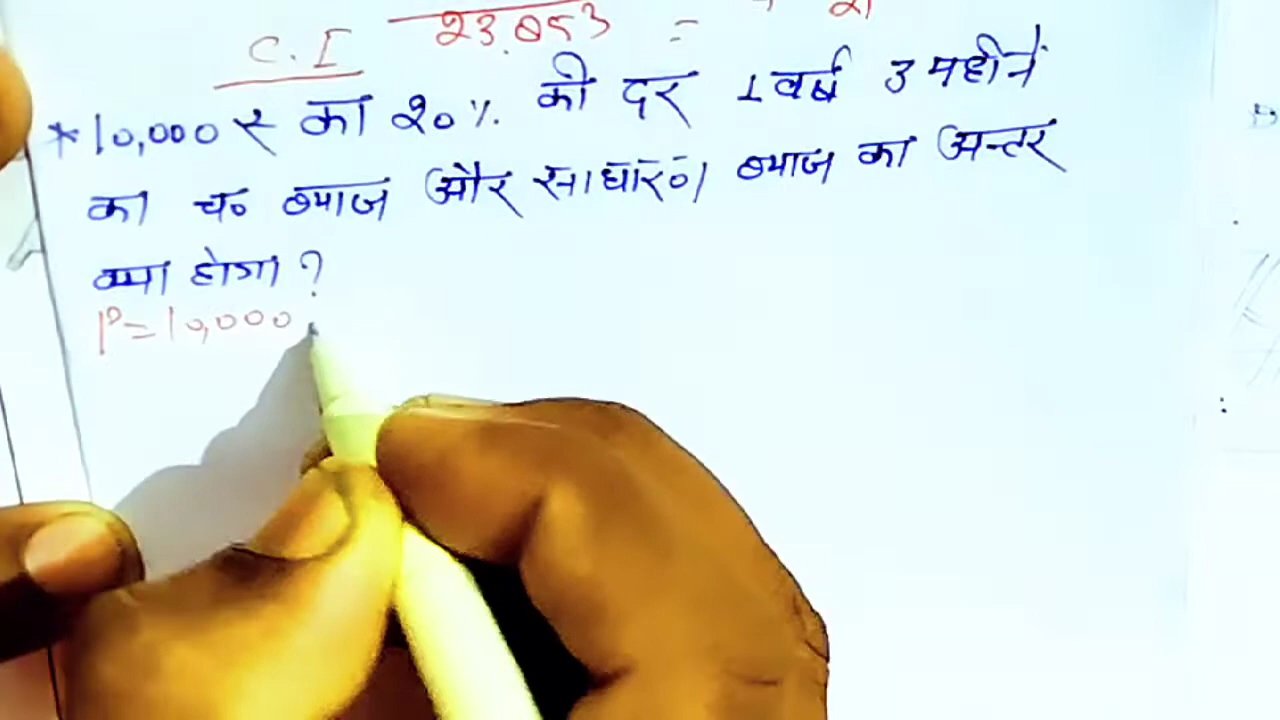 23.853 =
C.I
* 10,000 रु का 20% की दर 1 वर्ष 3 महीने
का च० ब्याज और साधारण ब्याज का अन्तर
क्या होगा ?
P=10,000